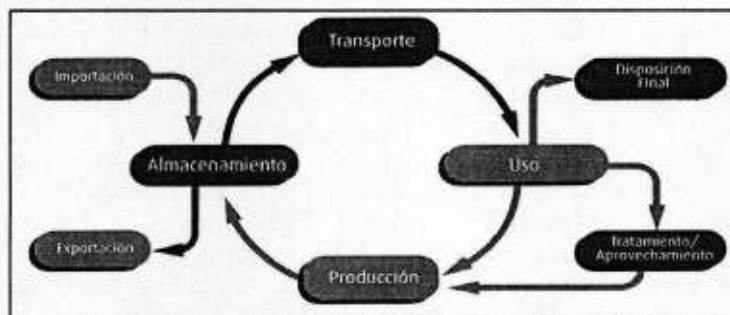 Transporte
Importación
Disposición
Final
Almacenamiento
Uso
Exportación
Tratamiento/
Aprovechamiento
Producción